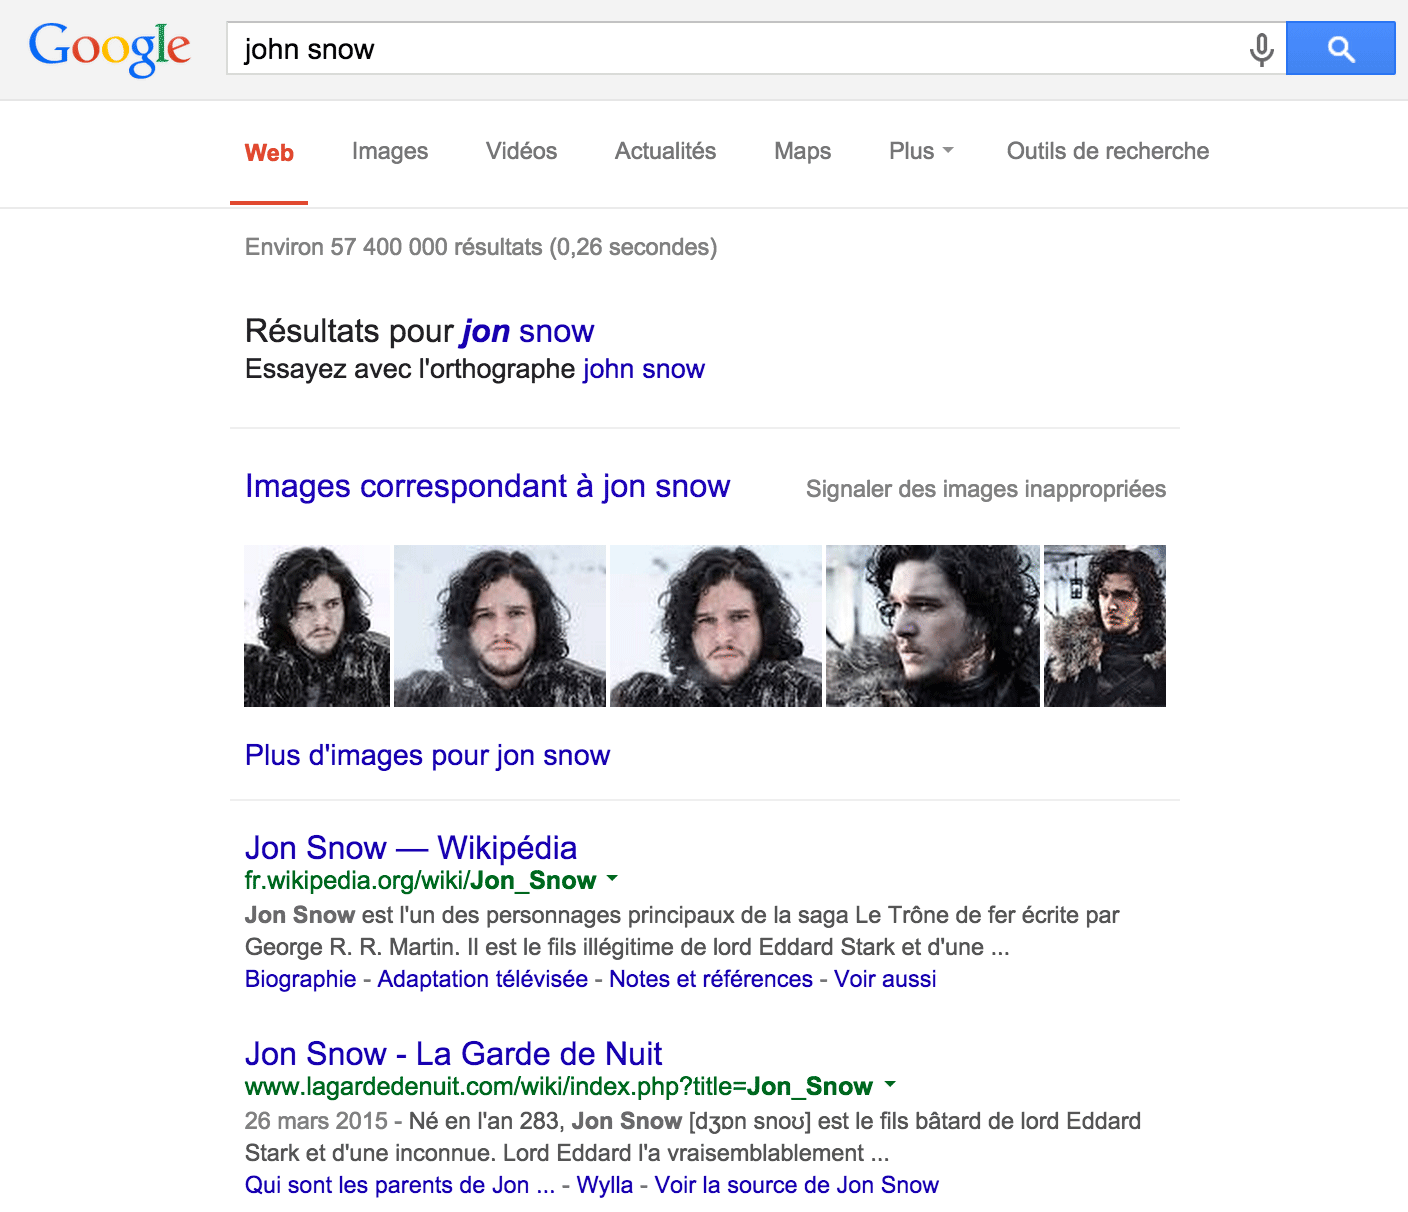 Google
john snow
Web Images Vidéos Actualités Maps Plus Outils de recherche
Environ 57 400 000 résultats (0,26 secondes)
Résultats pour jon snow
Essayez avec l'orthographe john snow
Images correspondant à jon snow Signaler des images inappropriées
Plus d'images pour jon snow
Jon Snow — Wikipédia
fr.wikipedia.org/wiki/Jon_Snow
Jon Snow est l'un des personnages principaux de la saga Le Trône de fer écrite par
George R. R. Martin. Il est le fils illégitime de lord Eddard Stark et d'une ...
Biographie - Adaptation télévisée - Notes et références - Voir aussi
Jon Snow - La Garde de Nuit
www.lagardedenuit.com/wiki/index.php?title=Jon_Snow
26 mars 2015 - Né en l'an 283, Jon Snow [dʒɒn snoʊ] est le fils bâtard de lord Eddard
Stark et d'une inconnue. Lord Eddard l'a vraisemblablement ...
Qui sont les parents de Jon ... - Wylla - Voir la source de Jon Snow